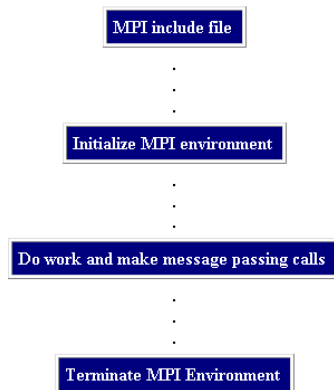 MPI include file
Initialize MPI environment
Do work and make message passing calls
Terminate MPI Environment